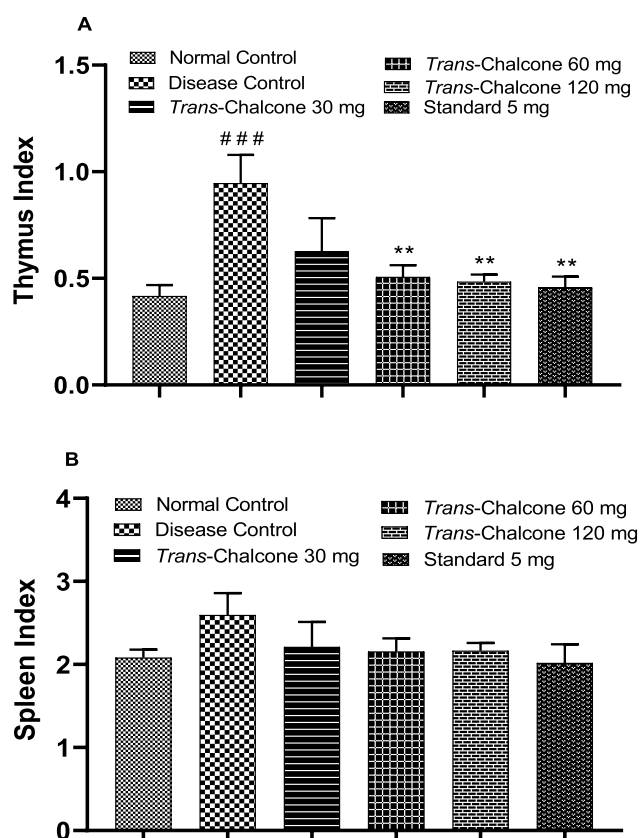 A
Normal Control
Disease Control
Trans-Chalcone 30 mg
Trans-Chalcone 60 mg
Trans-Chalcone 120 mg
Standard 5 mg
Thymus Index
1.5
1.0
0.5
0.0
# # #
**
**
**
B
Normal Control
Disease Control
Trans-Chalcone 30 mg
Trans-Chalcone 60 mg
Trans-Chalcone 120 mg
Standard 5 mg
Spleen Index
4
3
2
1
0